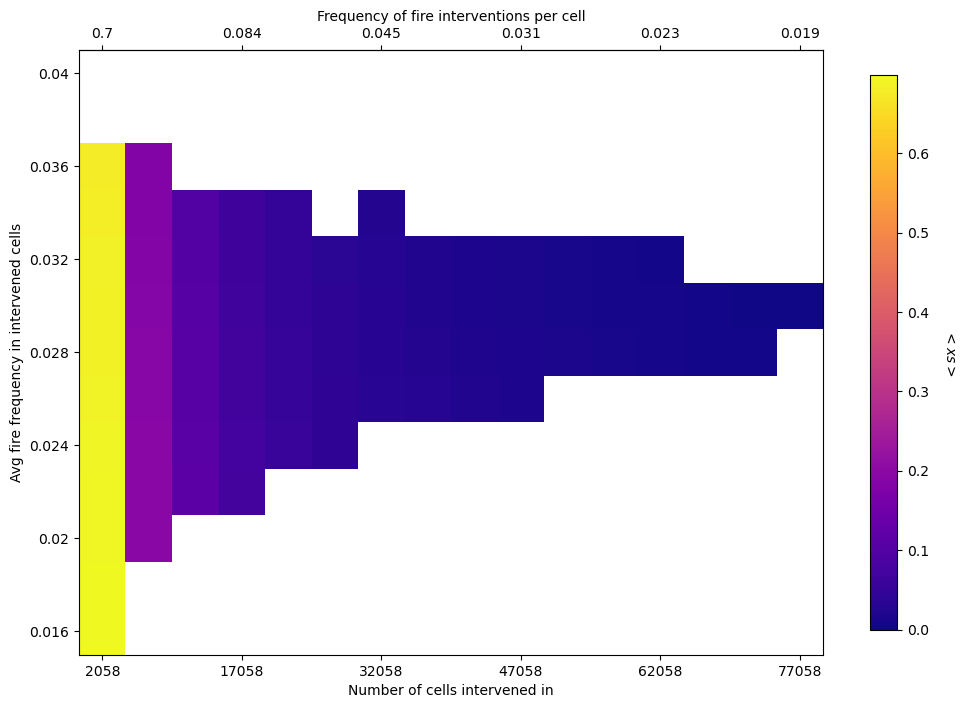 Frequency of fire interventions per cell
0.7 0.084 0.045 0.031 0.023 0.019
0.04
0.036
0.032
0.028
0.024
0.02
0.016
Avg fire frequency in intervened cells
2058 17058 32058 47058 62058 77058
Number of cells intervened in
0.6
0.5
0.4
0.3
0.2
0.1
0.0
< sx >